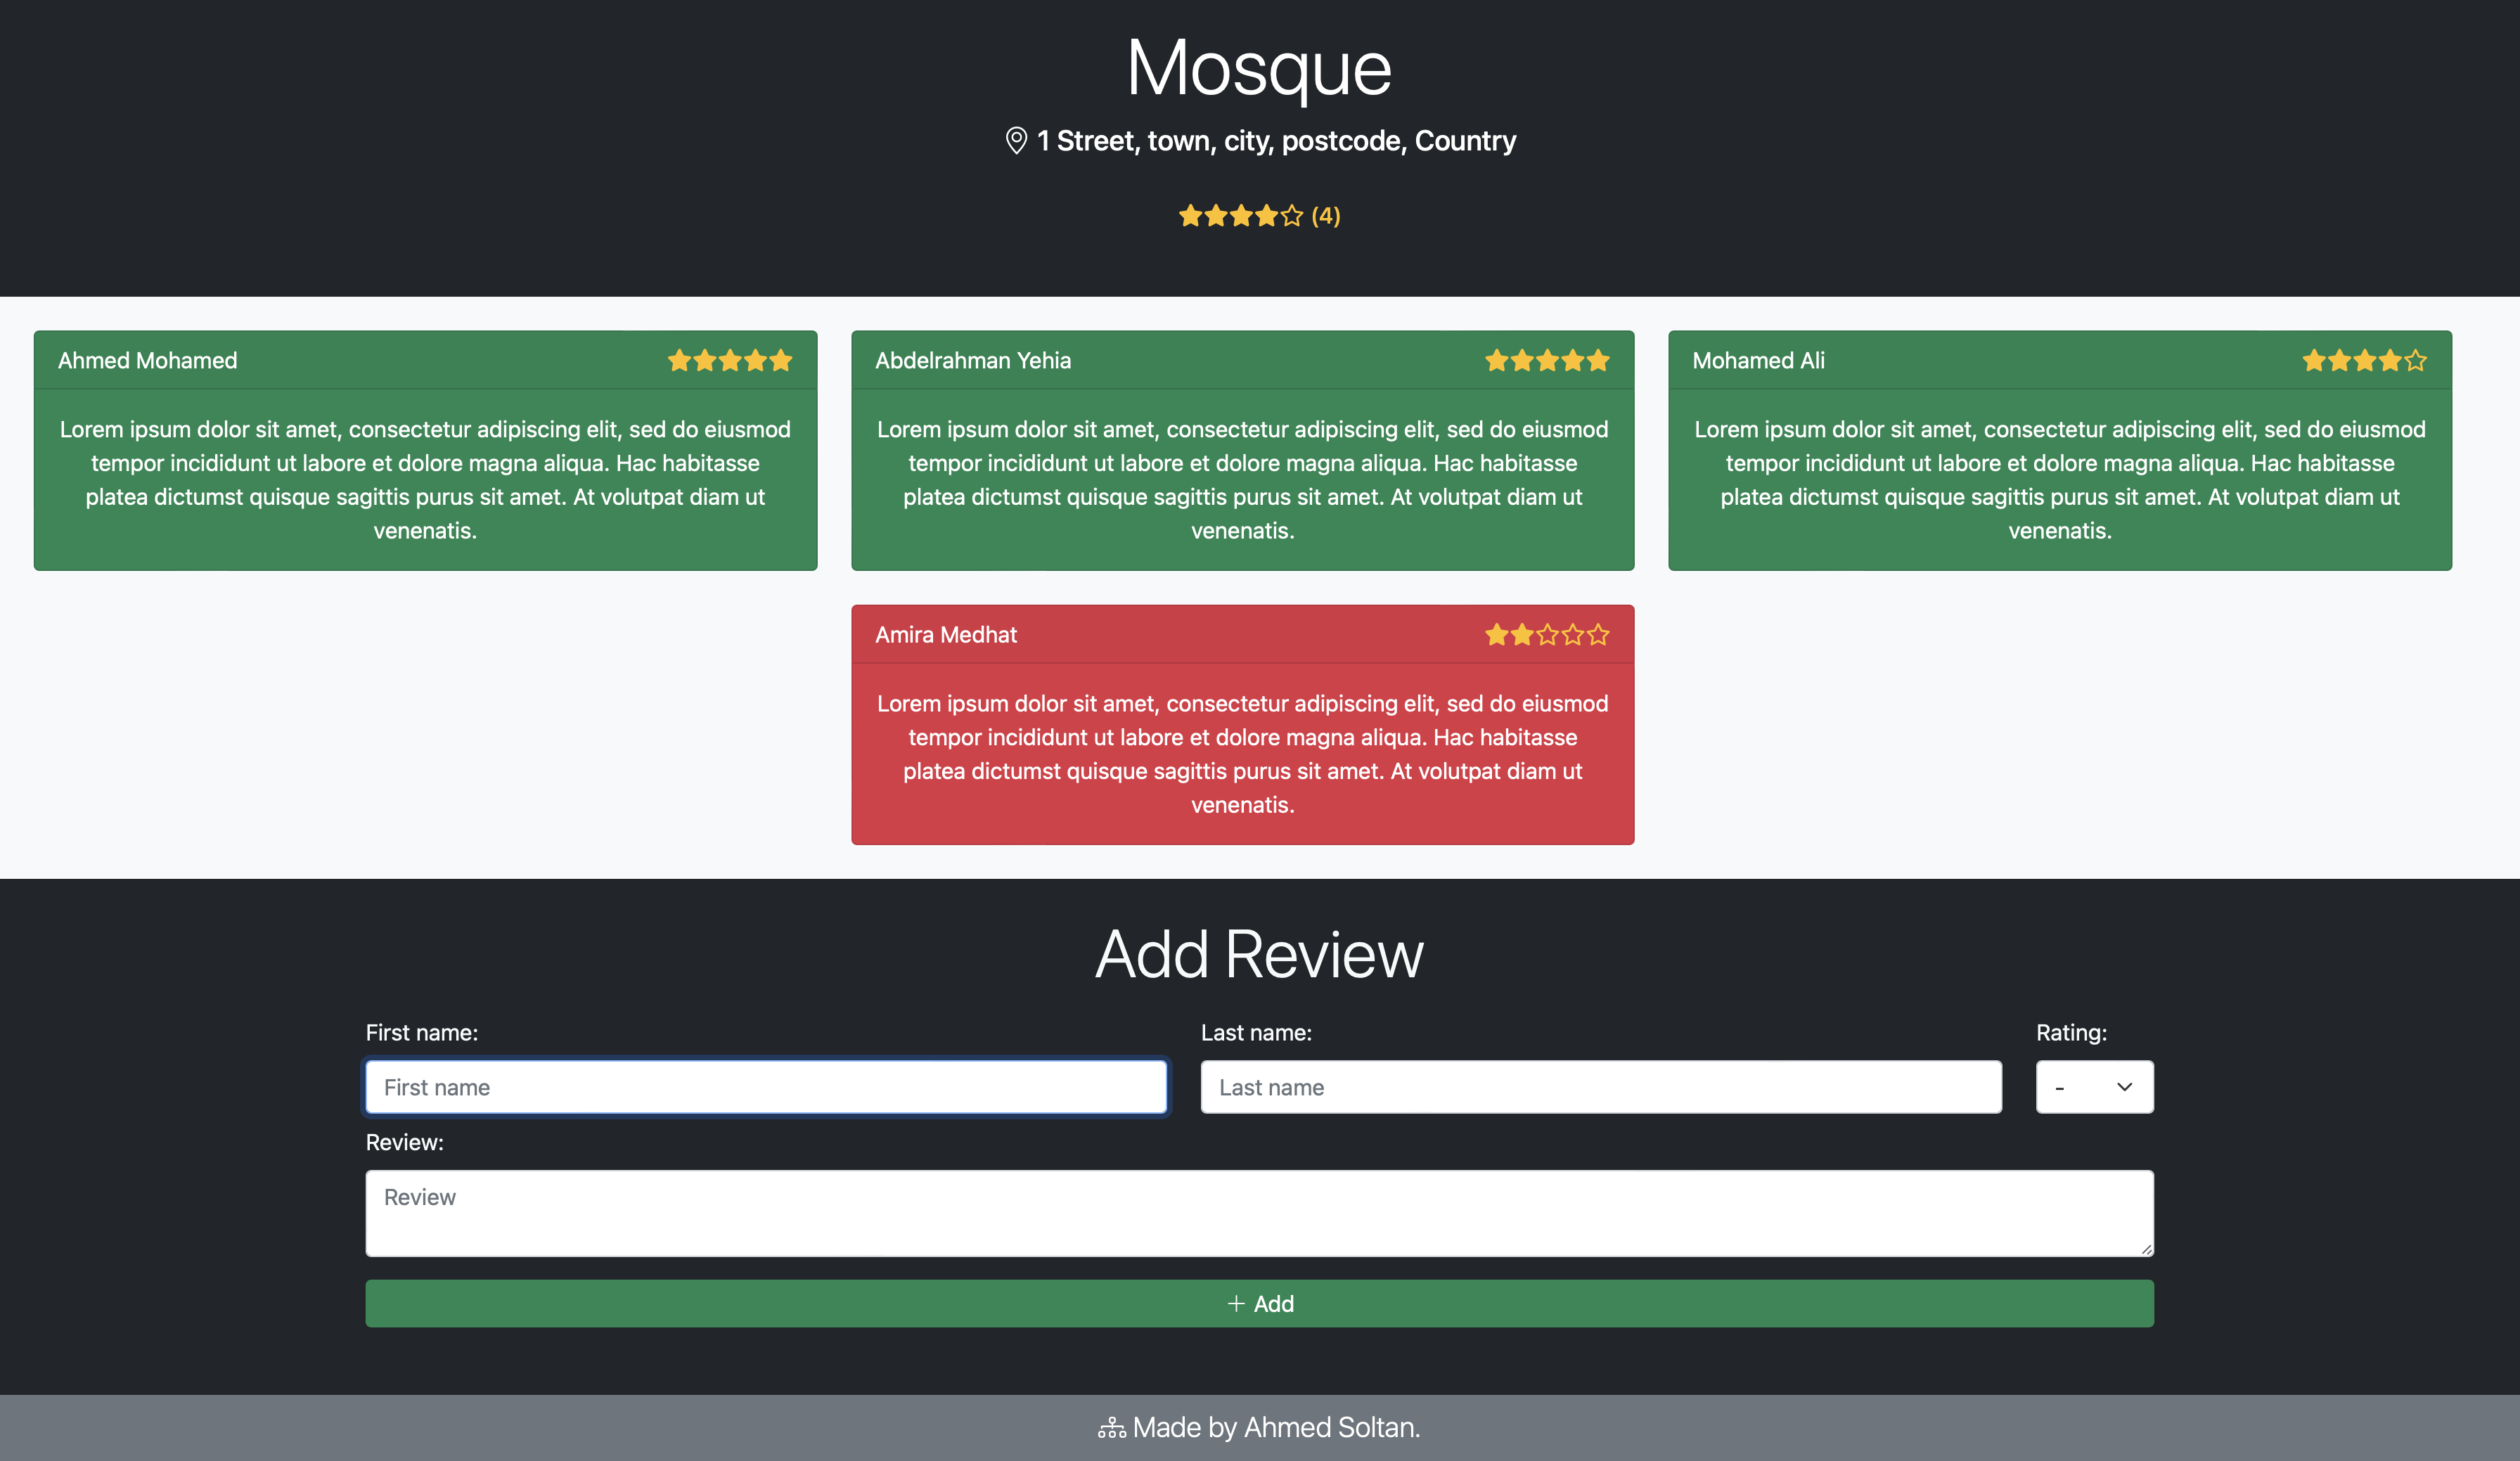 Mosque
1 Street, town, city, postcode, Country
(4)
Ahmed Mohamed
Lorem ipsum dolor sit amet, consectetur adipiscing elit, sed do eiusmod
tempor incididunt ut labore et dolore magna aliqua. Hac habitasse
platea dictumst quisque sagittis purus sit amet. At volutpat diam ut
venenatis.
Abdelrahman Yehia
Lorem ipsum dolor sit amet, consectetur adipiscing elit, sed do eiusmod
tempor incididunt ut labore et dolore magna aliqua. Hac habitasse
platea dictumst quisque sagittis purus sit amet. At volutpat diam ut
venenatis.
Mohamed Ali
Lorem ipsum dolor sit amet, consectetur adipiscing elit, sed do eiusmod
tempor incididunt ut labore et dolore magna aliqua. Hac habitasse
platea dictumst quisque sagittis purus sit amet. At volutpat diam ut
venenatis.
Amira Medhat
Lorem ipsum dolor sit amet, consectetur adipiscing elit, sed do eiusmod
tempor incididunt ut labore et dolore magna aliqua. Hac habitasse
platea dictumst quisque sagittis purus sit amet. At volutpat diam ut
venenatis.
Add Review
First name:
First name
Last name:
Last name
Rating:
-
Review:
Review
+ Add
Made by Ahmed Soltan.